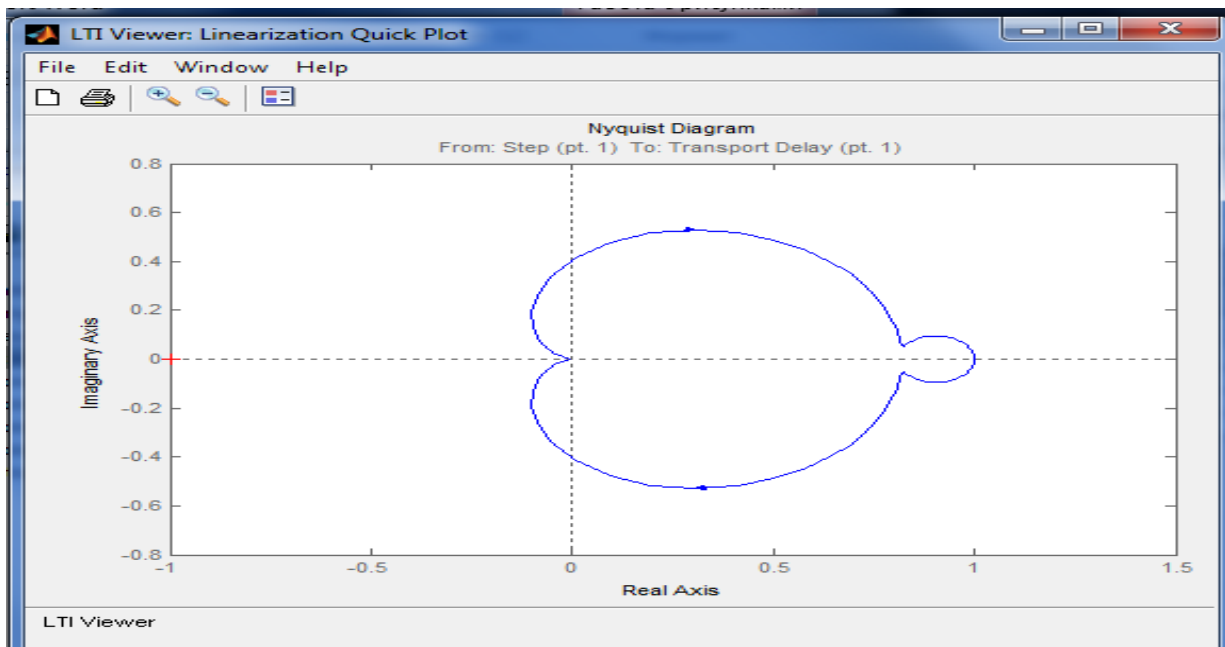 LTI Viewer: Linearization Quick Plot
File Edit Window Help
Nyquist Diagram
From: Step (pt. 1) To: Transport Delay (pt. 1)
0.8
0.6
0.4
0.2
0
-0.2
-0.4
-0.6
-0.8
Imaginary Axis
-1 -0.5 0 0.5 1 1.5
Real Axis
LTI Viewer